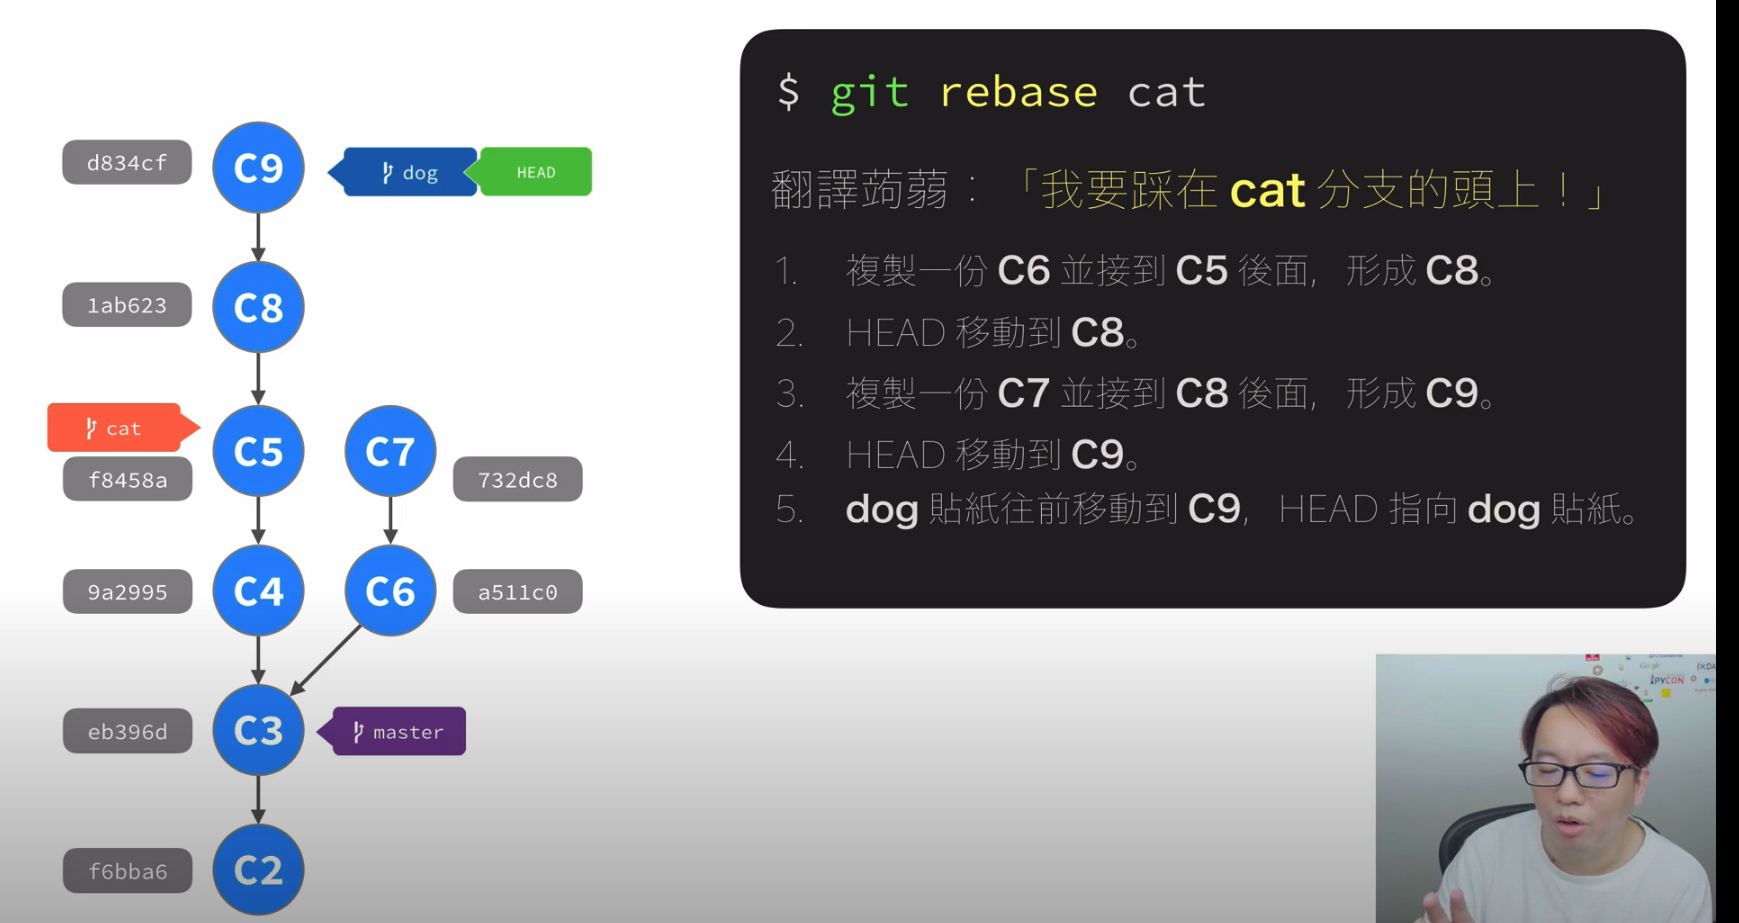 $ git rebase cat
翻譯蒟蒻：「我要踩在 cat 分支的頭上！」
1. 複製一份 C6 並接到 C5 後面，形成 C8。
2. HEAD 移動到 C8。
3. 複製一份 C7 並接到 C8 後面，形成 C9。
4. HEAD 移動到 C9。
5. dog 貼紙往前移動到 C9，HEAD 指向 dog 貼紙。
d834cf C9 dog HEAD
1ab623 C8
cat
f8458a C5 C7 732dc8
9a2995 C4 C6 a511c0
eb396d C3 master
f6bba6 C2
PYCON